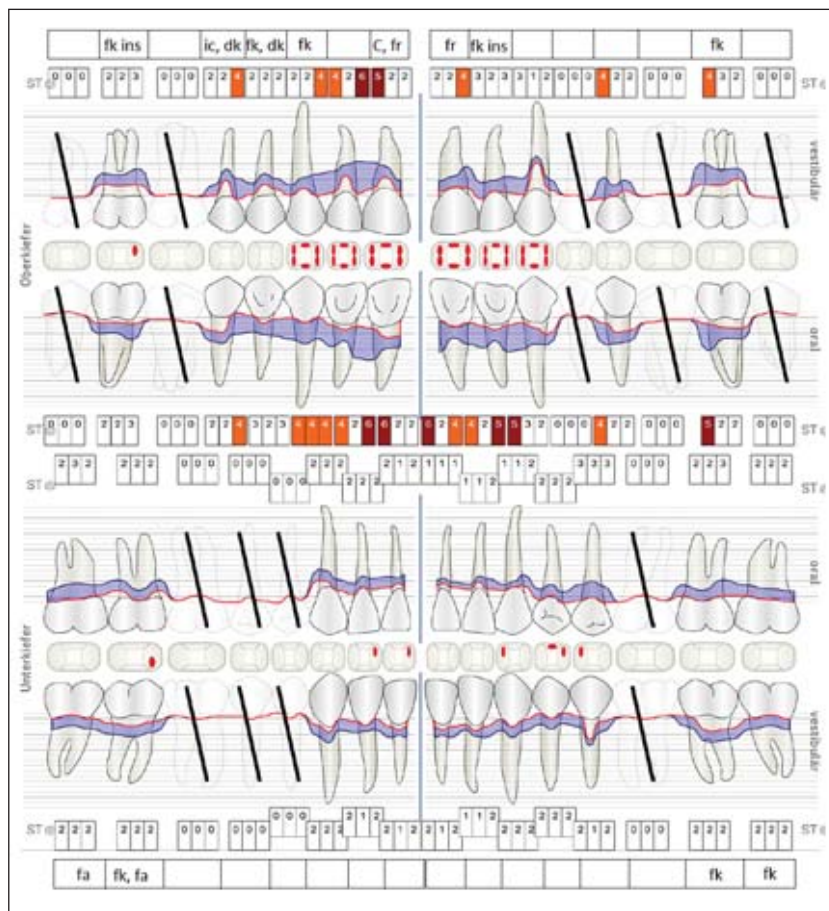 fk ins ic, dk fk, dk fk C, fr fr fk ins fk
ST 0 0 0 2 2 3 0 0 0 2 2 4 2 2 2 2 2 4 4 2 6 5 2 2 2 2 4 3 2 3 3 1 2 0 0 0 4 2 2 0 0 0 4 3 2 0 0 0 ST
vestibulär
Oberkiefer
oral
ST 0 0 0 2 2 3 0 0 0 2 2 4 3 2 3 4 4 4 4 2 6 6 2 2 6 2 4 4 2 5 5 3 2 0 0 0 4 2 2 0 0 0 5 2 2 0 0 0 ST
ST 2 3 2 2 2 2 0 0 0 0 0 0 0 0 0 2 2 2 2 2 2 2 1 2 1 1 1 1 1 2 1 1 2 2 2 2 3 3 3 0 0 0 2 2 3 2 2 2 ST
oral
Unterkiefer
vestibulär
ST 2 2 2 2 2 2 0 0 0 0 0 0 0 0 0 2 2 2 2 1 2 2 1 2 2 1 2 1 1 2 2 2 2 2 2 2 2 1 2 0 0 0 2 2 2 2 2 2 ST
fa fk, fa fk fk